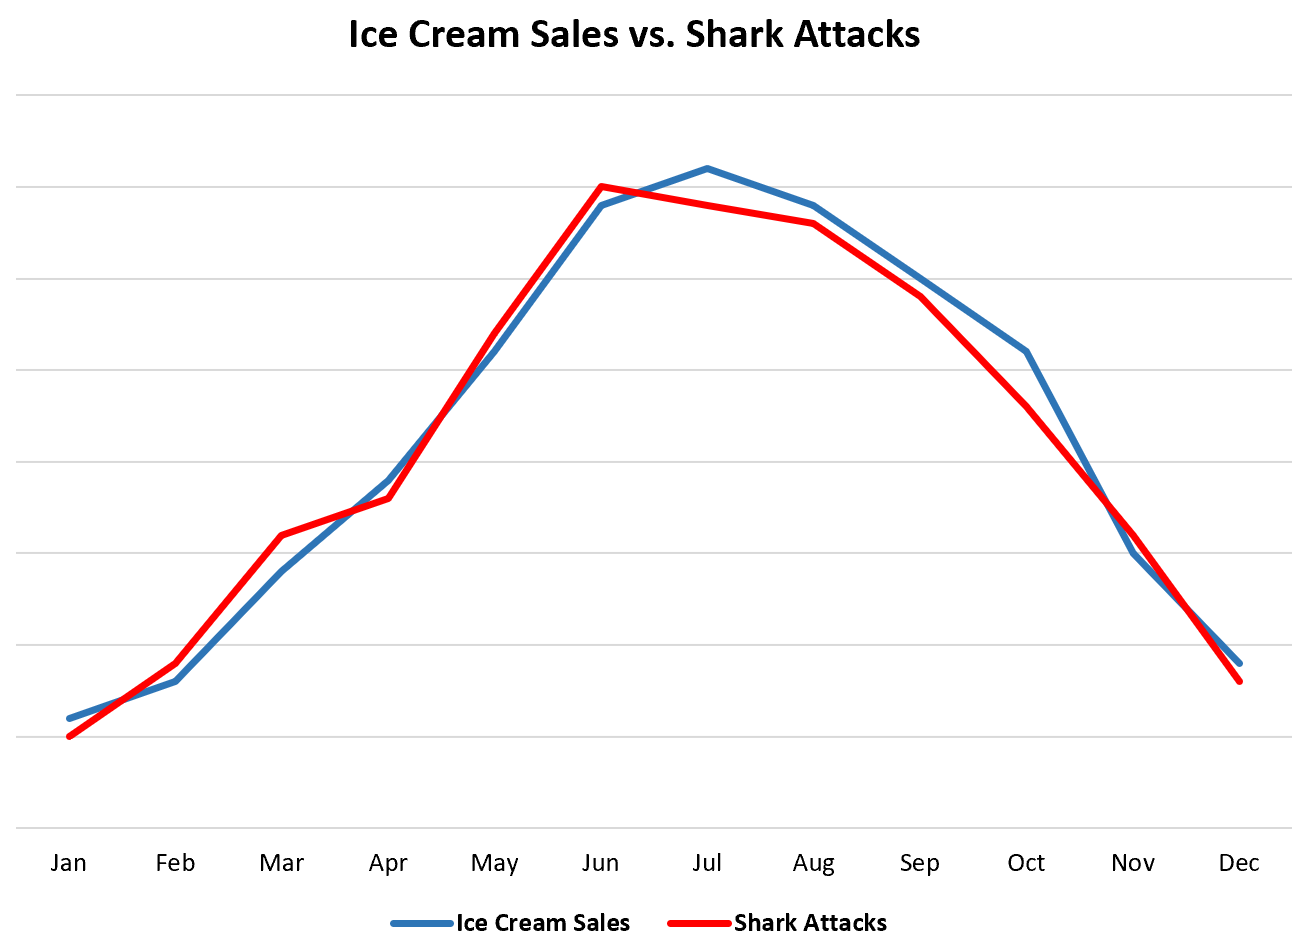 Ice Cream Sales vs. Shark Attacks
Jan Feb Mar Apr May Jun Jul Aug Sep Oct Nov Dec
Ice Cream Sales Shark Attacks